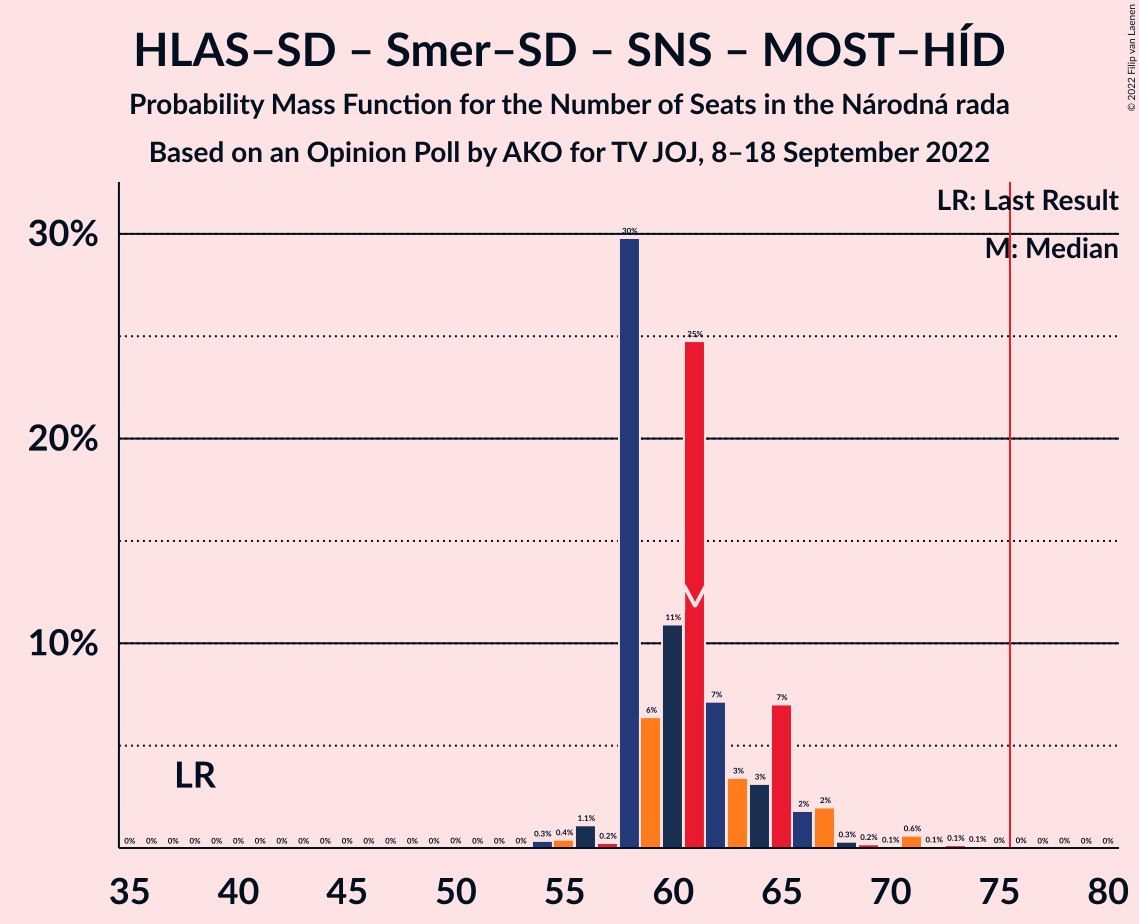 HLAS–SD – Smer–SD – SNS – MOST–HÍD
Probability Mass Function for the Number of Seats in the Národná rada
Based on an Opinion Poll by AKO for TV JOJ, 8–18 September 2022
© 2022 Filip van Laenen
LR: Last Result
M: Median
30%
20%
10%
LR
M
0% 0% 0% 0% 0% 0% 0% 0% 0% 0% 0% 0% 0% 0% 0% 0% 0% 0% 0% 0.3% 0.4% 1.1% 0.2% 30% 6% 11% 25% 7% 3% 3% 7% 2% 2% 0.3% 0.2% 0.1% 0.6% 0.1% 0.1% 0.1% 0% 0% 0% 0% 0% 0%
35 40 45 50 55 60 65 70 75 80